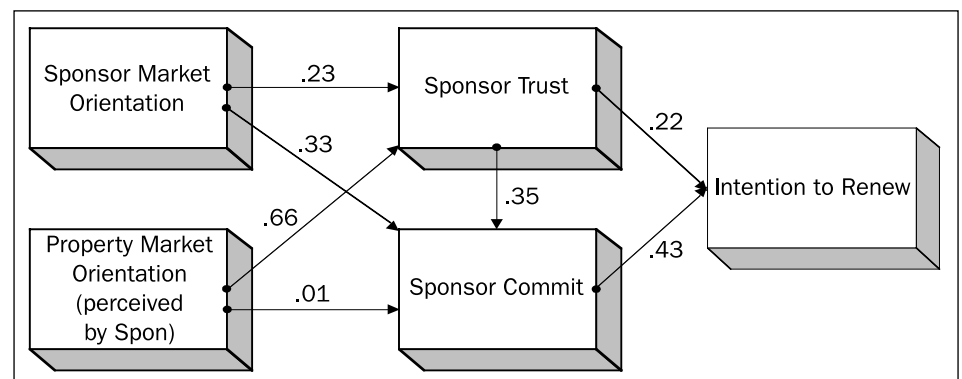 Sponsor Market
Orientation
.23
Sponsor Trust
.33
.22
Intention to Renew
.66
.35
Property Market
Orientation
(perceived
by Spon)
.01
Sponsor Commit
.43